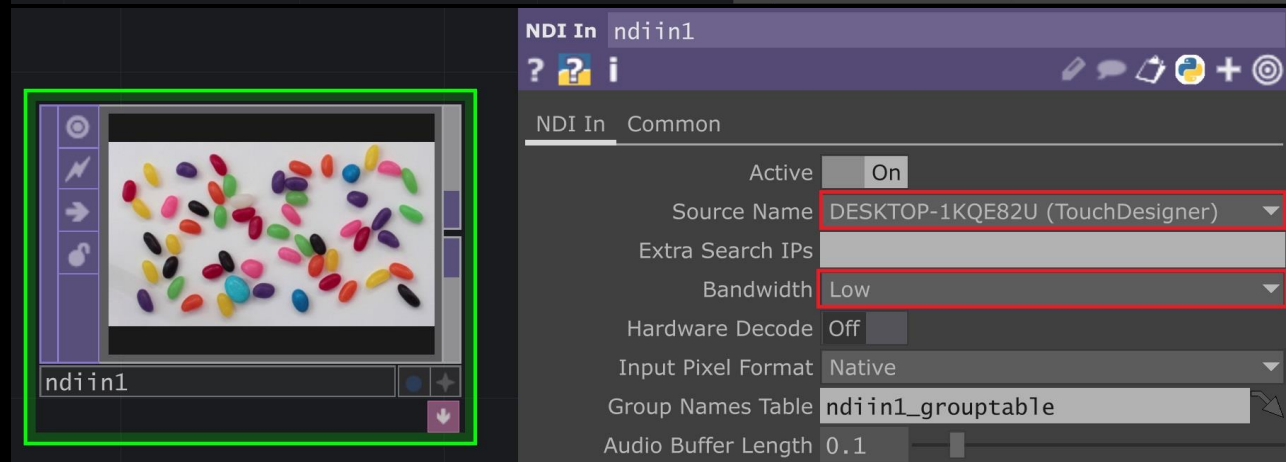 NDI In ndiin1
? ? i
NDI In Common
Active On
Source Name DESKTOP-1KQE82U (TouchDesigner)
Extra Search IPs
Bandwidth Low
Hardware Decode Off
Input Pixel Format Native
Group Names Table ndiin1_grouptable
Audio Buffer Length 0.1
ndiin1